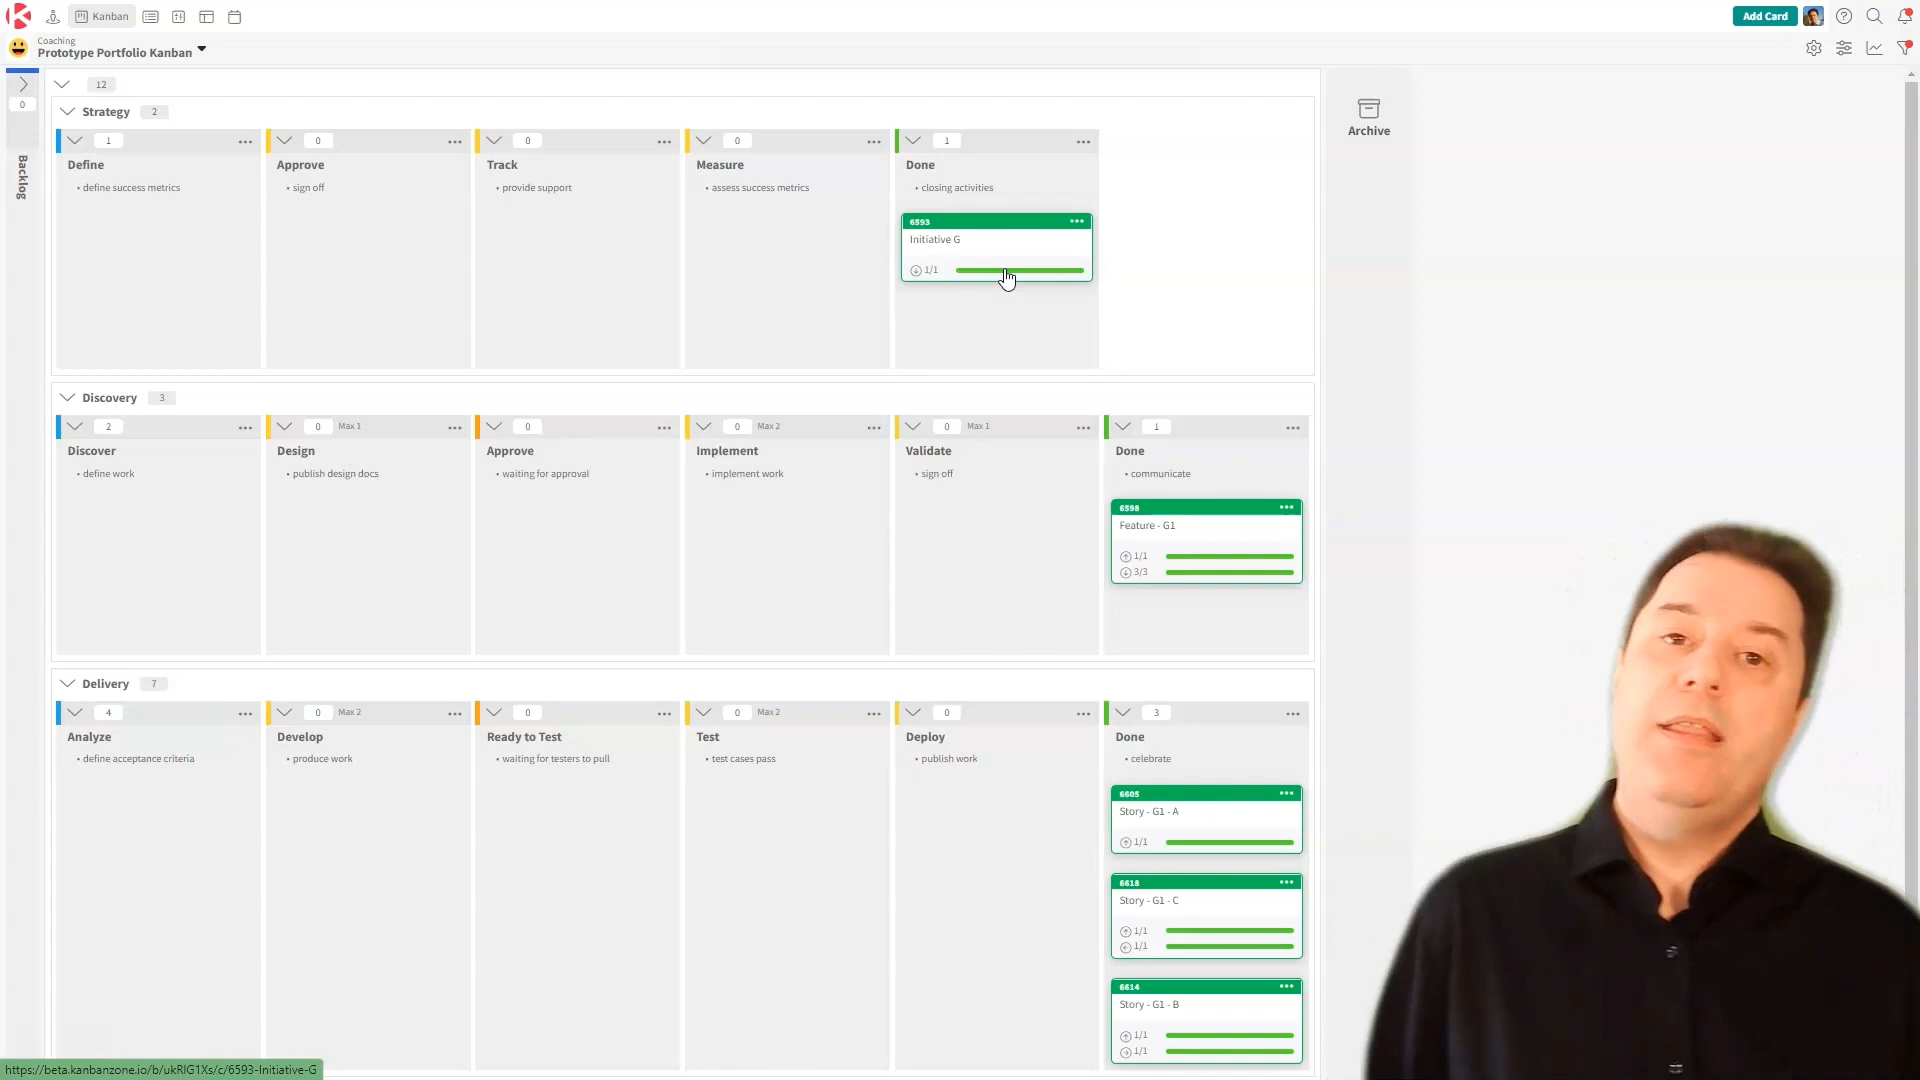 Kanban
Add Card
Coaching
Prototype Portfolio Kanban
0
Backlog
12
Strategy 2
1
Define
• define success metrics
0
Approve
• sign off
0
Track
• provide support
0
Measure
• assess success metrics
1
Done
• closing activities
6593
Initiative G
1/1
Archive
Discovery 3
2
Discover
• define work
0 Max 1
Design
• publish design docs
0
Approve
• waiting for approval
0 Max 2
Implement
• implement work
0 Max 1
Validate
• sign off
1
Done
• communicate
6598
Feature - G1
1/1
3/3
Delivery 7
4
Analyze
• define acceptance criteria
0 Max 2
Develop
• produce work
0
Ready to Test
• waiting for testers to pull
0 Max 2
Test
• test cases pass
0
Deploy
• publish work
3
Done
• celebrate
6605
Story - G1 - A
1/1
6618
Story - G1 - C
1/1
1/1
6614
Story - G1 - B
1/1
1/1
https://beta.kanbanzone.io/b/ukRlG1Xs/c/6593-Initiative-G